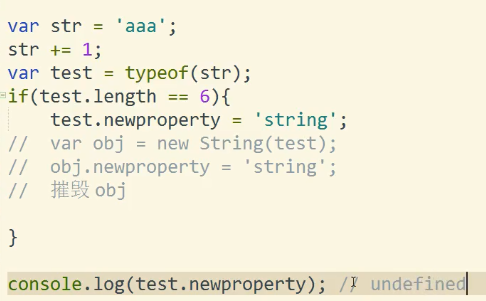 var str = 'aaa';
str += 1;
var test = typeof(str);
if(test.length == 6){
    test.newproperty = 'string';
//  var obj = new String(test);
//  obj.newproperty = 'string';
//  摧毁 obj
}
console.log(test.newproperty); // undefined